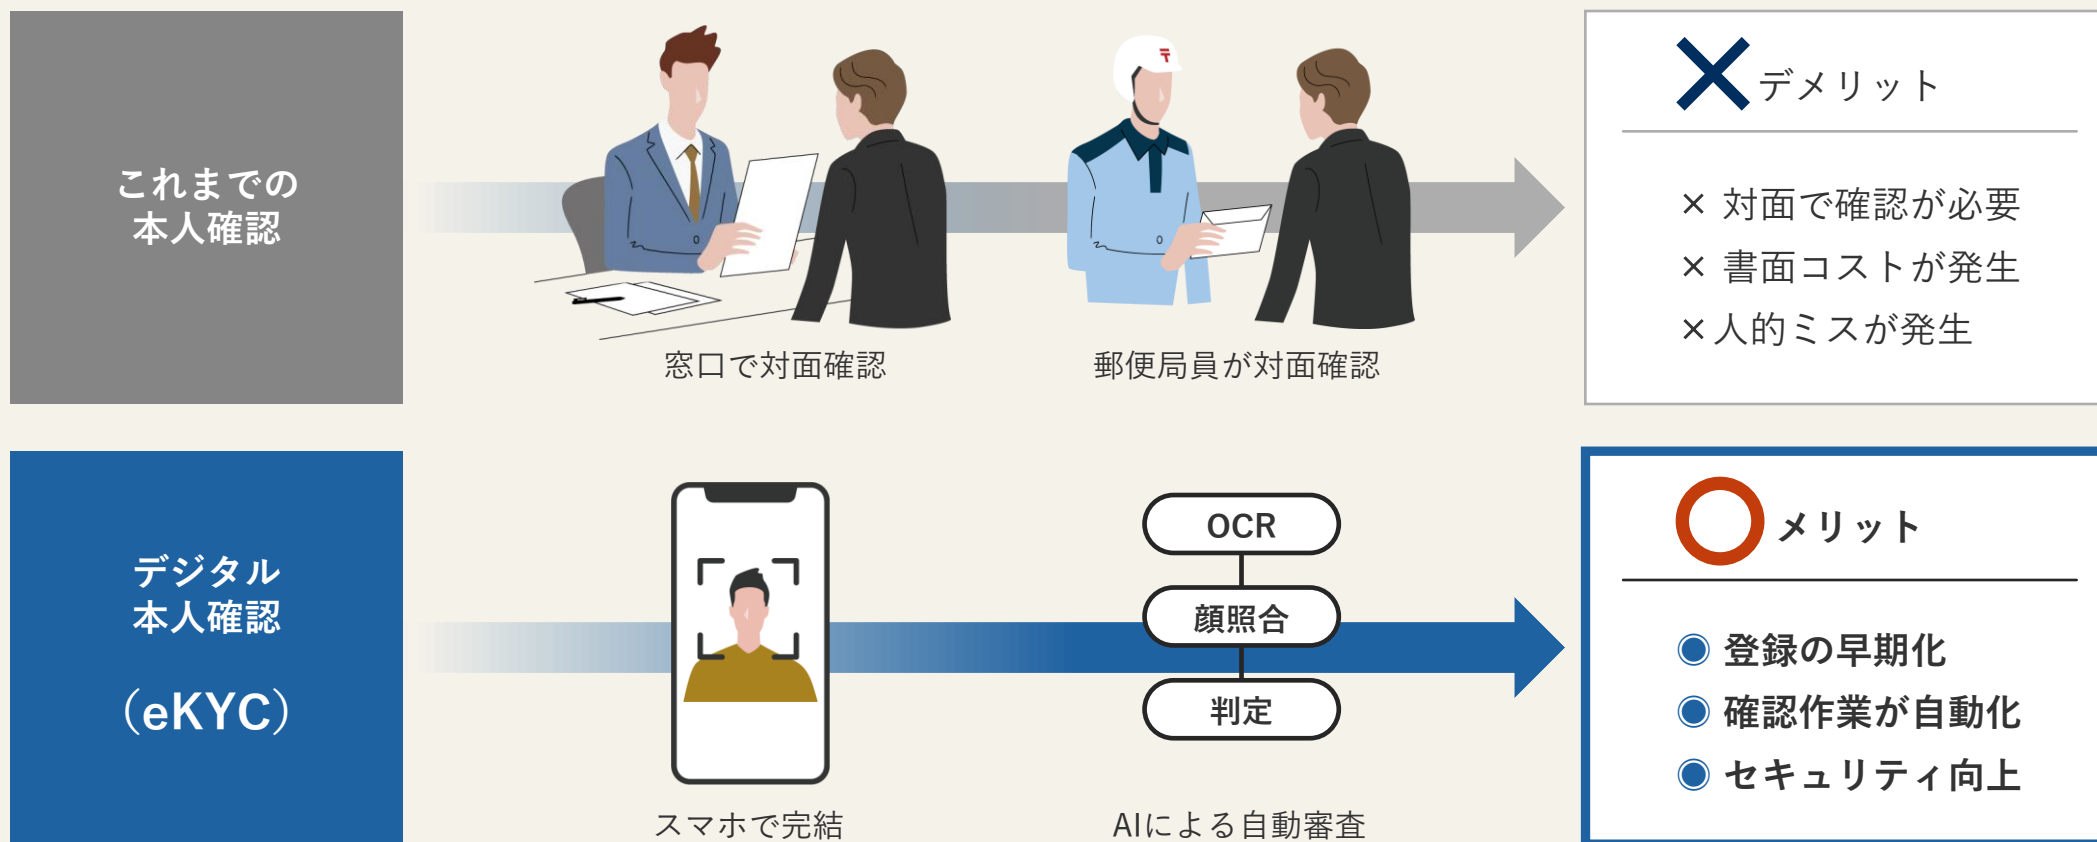 これまでの
本人確認
〒
窓口で対面確認
郵便局員が対面確認
デメリット
× 対面で確認が必要
× 書面コストが発生
×人的ミスが発生
デジタル
本人確認
（eKYC）
スマホで完結
OCR
顔照合
判定
AIによる自動審査
メリット
◉ 登録の早期化
◉ 確認作業が自動化
◉ セキュリティ向上